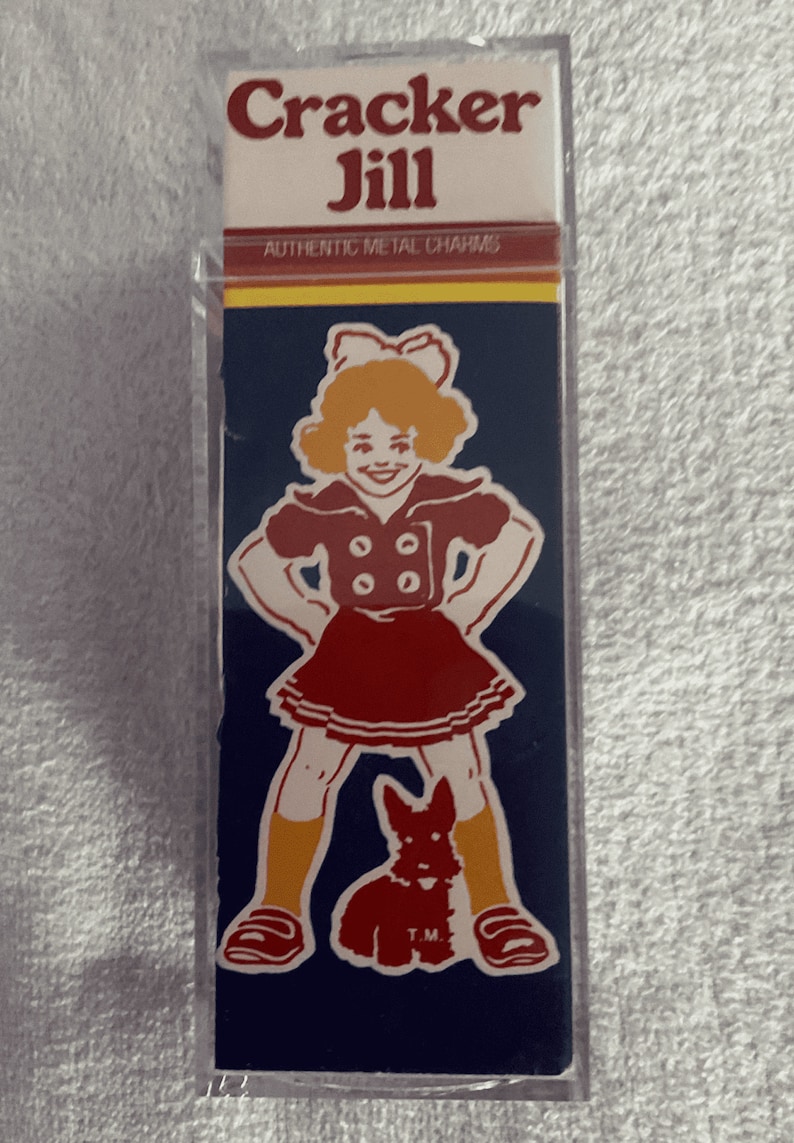 Cracker
Jill
AUTHENTIC METAL CHARMS
T.M.